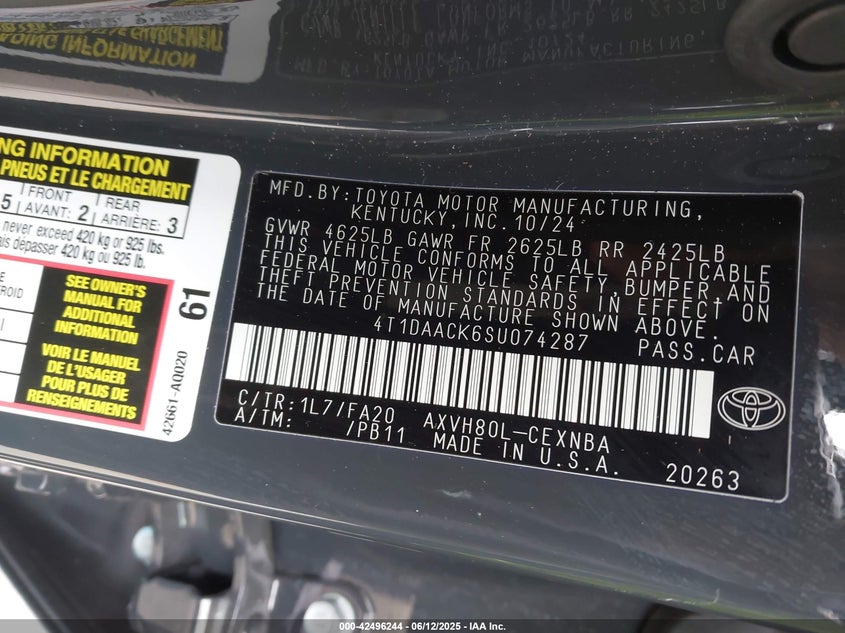 NG INFORMATION
PNEUS ET LE CHARGEMENT
5 FRONT AVANT: 2 REAR ARRIÈRE: 3
never exceed 420 kg or 925 lbs.
dépasser 420 kg ou 925 lb.
SEE OWNER'S
MANUAL FOR
ADDITIONAL
INFORMATION
VOIR LE MANUEL
DE L'USAGER
POUR PLUS DE
RENSEIGNEMENTS
61
42661-AQ020
MFD.BY:TOYOTA MOTOR MANUFACTURING,
KENTUCKY,INC. 10/24
GVWR 4625LB GAWR FR 2625LB RR 2425LB
THIS VEHICLE CONFORMS TO ALL APPLICABLE
FEDERAL MOTOR VEHICLE SAFETY,BUMPER,AND
THEFT PREVENTION STANDARDS IN EFFECT ON
THE DATE OF MANUFACTURE SHOWN ABOVE.
4T1DAACK6SU074287 PASS.CAR
C/TR:1L7/FA20 AXVH80L-CEXNBA
A/TM: /PB11 MADE IN U.S.A.
20263
000-42496244 - 06/12/2025 - IAA Inc.